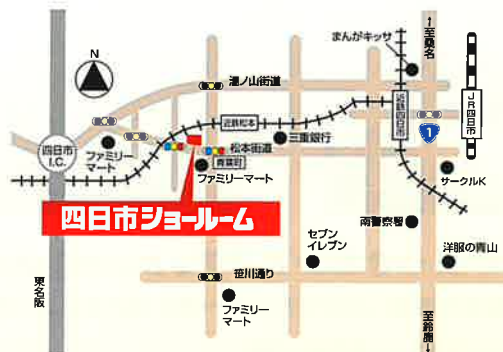 ↑至桑名
まんがキッサ
N
湯ノ山街道
JR四日市
近鉄四日市
1
近鉄松本
四日市
I.C.
ファミリー
マート
松本街道
三重銀行
青葉町
ファミリーマート
サークルK
四日市ショールーム
南警察署
セブン
イレブン
洋服の青山
東名阪
笹川通り
ファミリー
マート
至鈴鹿↓